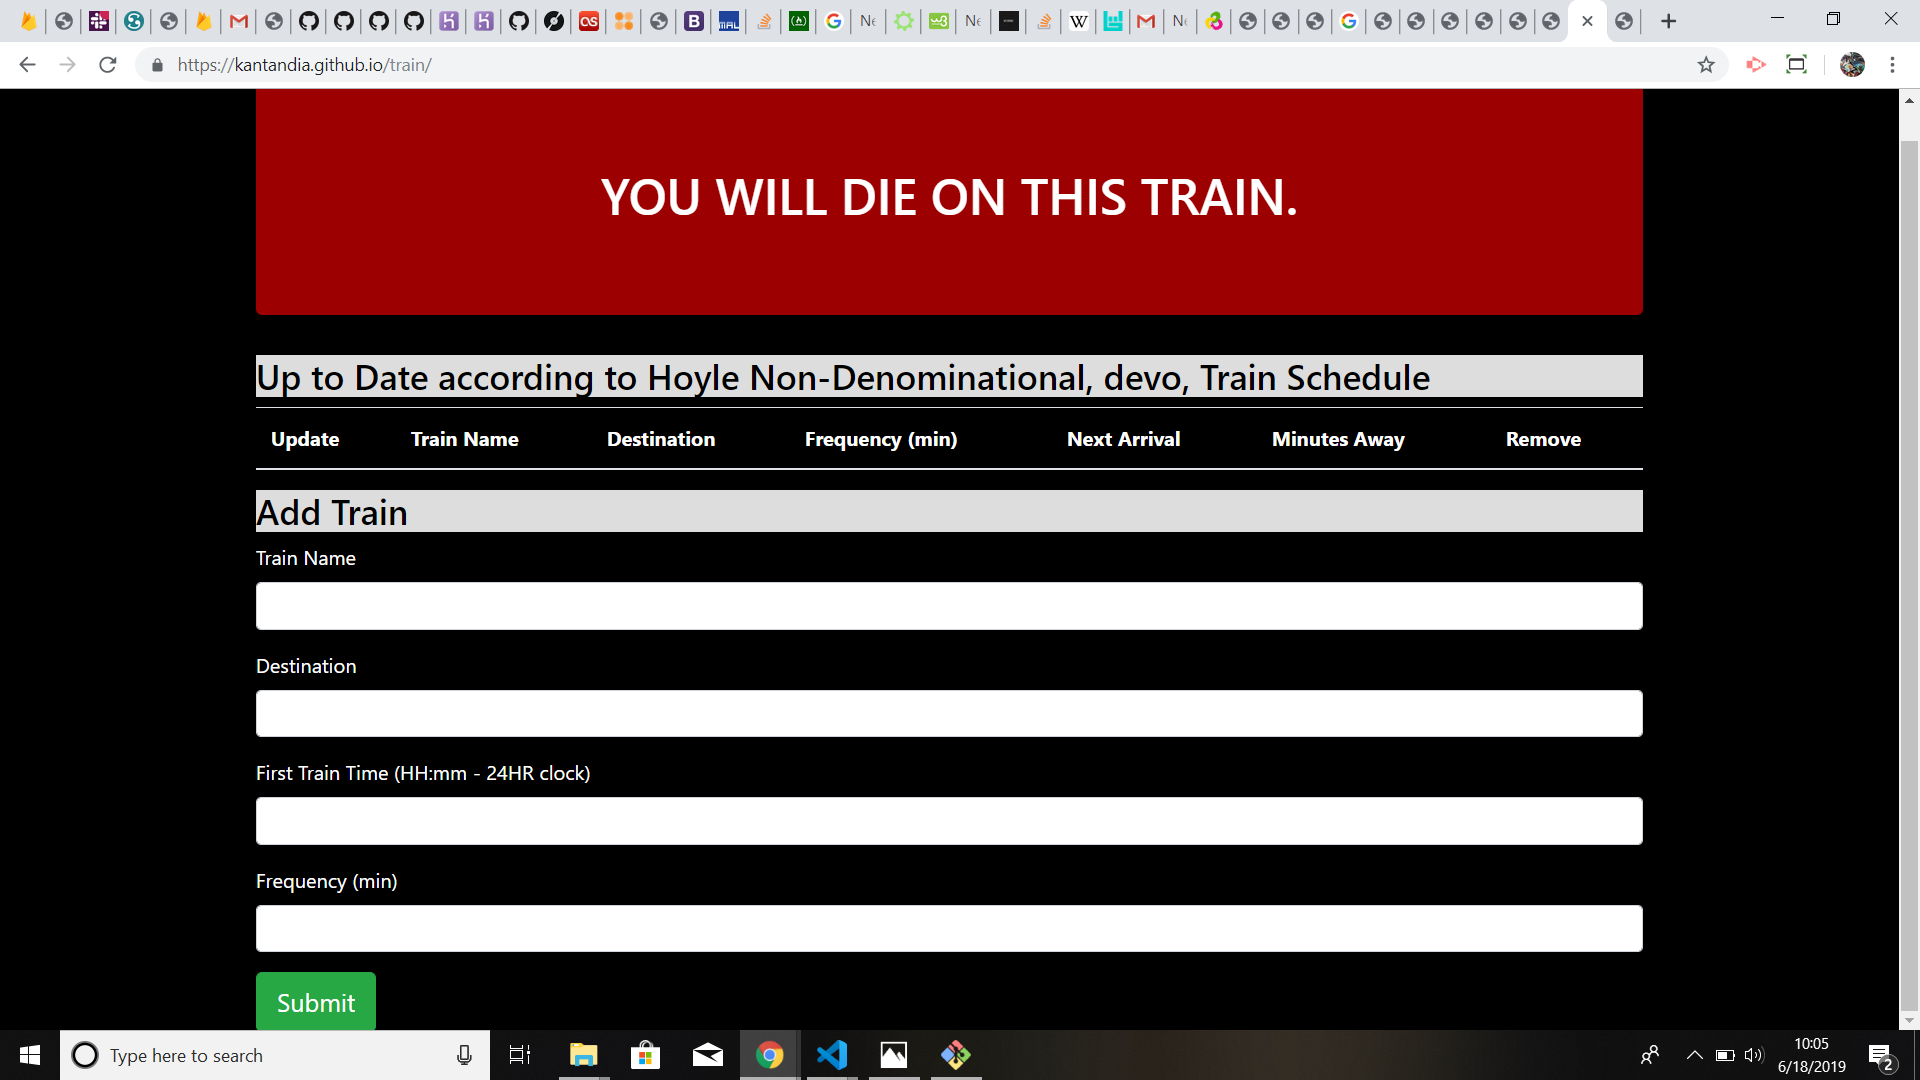 Ne
Ne
Ne
https://kantandia.github.io/train/
YOU WILL DIE ON THIS TRAIN.
Up to Date according to Hoyle Non-Denominational, devo, Train Schedule
Update Train Name Destination Frequency (min) Next Arrival Minutes Away Remove
Add Train
Train Name
Destination
First Train Time (HH:mm - 24HR clock)
Frequency (min)
Submit
Type here to search
10:05
6/18/2019
2